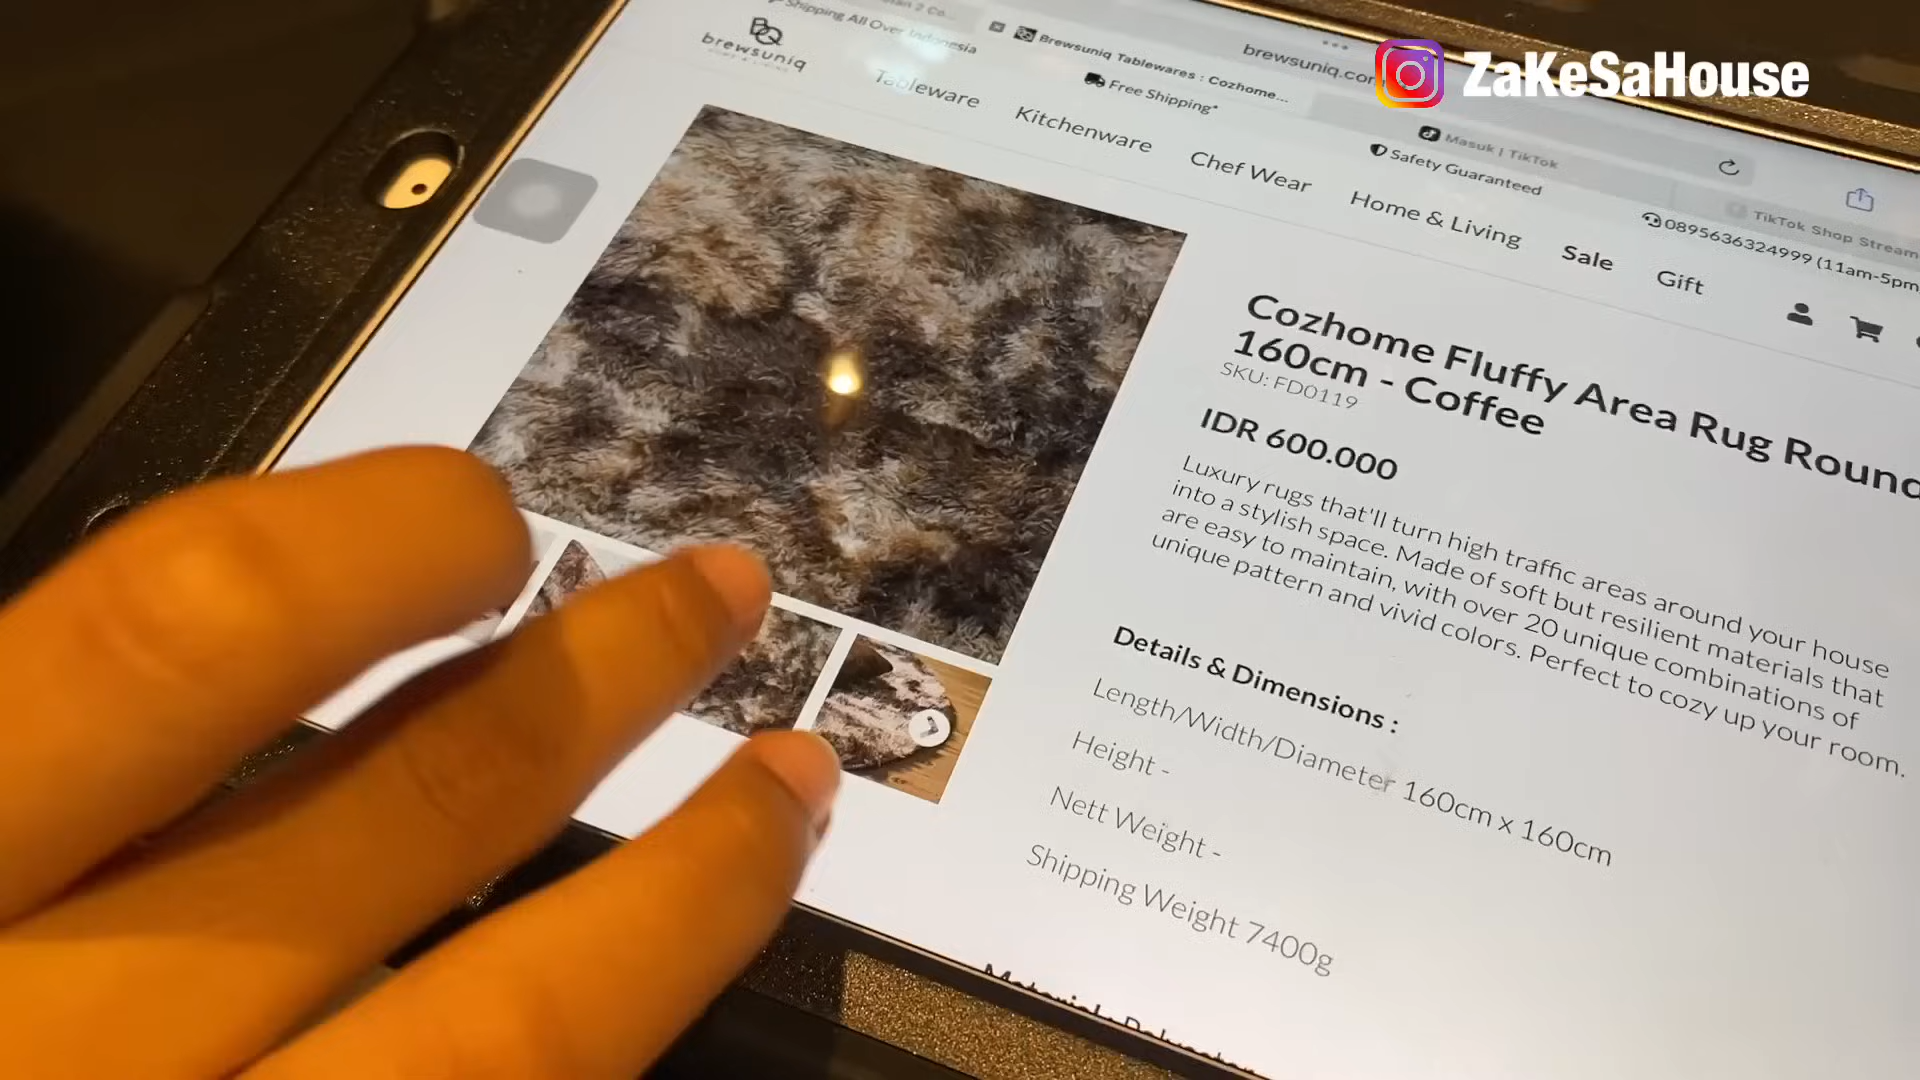 ZaKeSaHouse
Shipping All Over Indonesia
Brewsuniq Tablewares : Cozhome...
brewsuniq.com
Masuk | TikTok
TikTok Shop Stream
BQ
brewsuniq
Free Shipping*
Safety Guaranteed
0895636324999 (11am-5pm
Tableware
Kitchenware
Chef Wear
Home & Living
Sale
Gift
Cozhome Fluffy Area Rug Round
160cm - Coffee
SKU: FD0119
IDR 600.000
Luxury rugs that'll turn high traffic areas around your house
into a stylish space. Made of soft but resilient materials that
are easy to maintain, with over 20 unique combinations of
unique pattern and vivid colors. Perfect to cozy up your room.
Details & Dimensions :
Length/Width/Diameter 160cm x 160cm
Height -
Nett Weight -
Shipping Weight 7400g